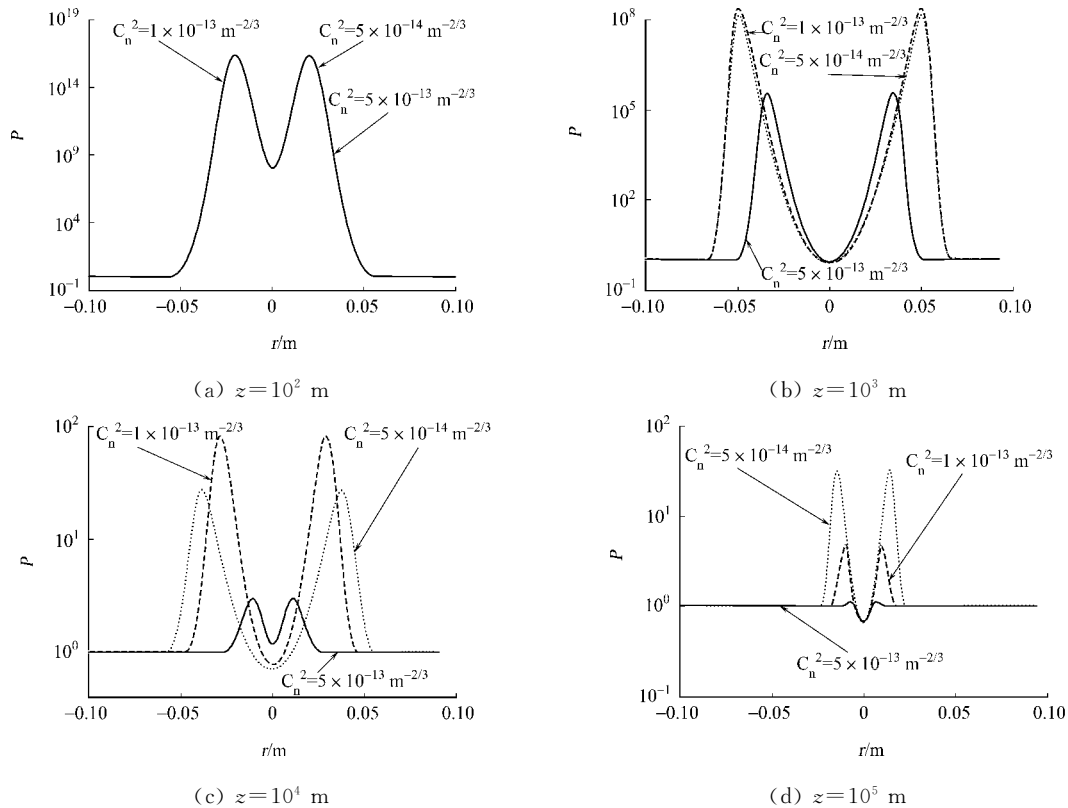 10^19
C_n^2=1×10^−13 m^−2/3
C_n^2=5×10^−14 m^−2/3
10^14
C_n^2=5×10^−13 m^−2/3
P
10^9
10^4
10^−1
−0.10 −0.05 0 0.05 0.10
r/m
(a) z=10^2 m
10^8
C_n^2=1×10^−13 m^−2/3
C_n^2=5×10^−14 m^−2/3
P
10^5
10^2
C_n^2=5×10^−13 m^−2/3
10^−1
−0.10 −0.05 0 0.05 0.10
r/m
(b) z=10^3 m
10^2
C_n^2=1×10^−13 m^−2/3
C_n^2=5×10^−14 m^−2/3
10^1
P
10^0
C_n^2=5×10^−13 m^−2/3
−0.10 −0.05 0 0.05 0.10
r/m
(c) z=10^4 m
10^2
C_n^2=5×10^−14 m^−2/3
C_n^2=1×10^−13 m^−2/3
10^1
P
10^0
C_n^2=5×10^−13 m^−2/3
10^−1
−0.10 −0.05 0 0.05 0.10
r/m
(d) z=10^5 m